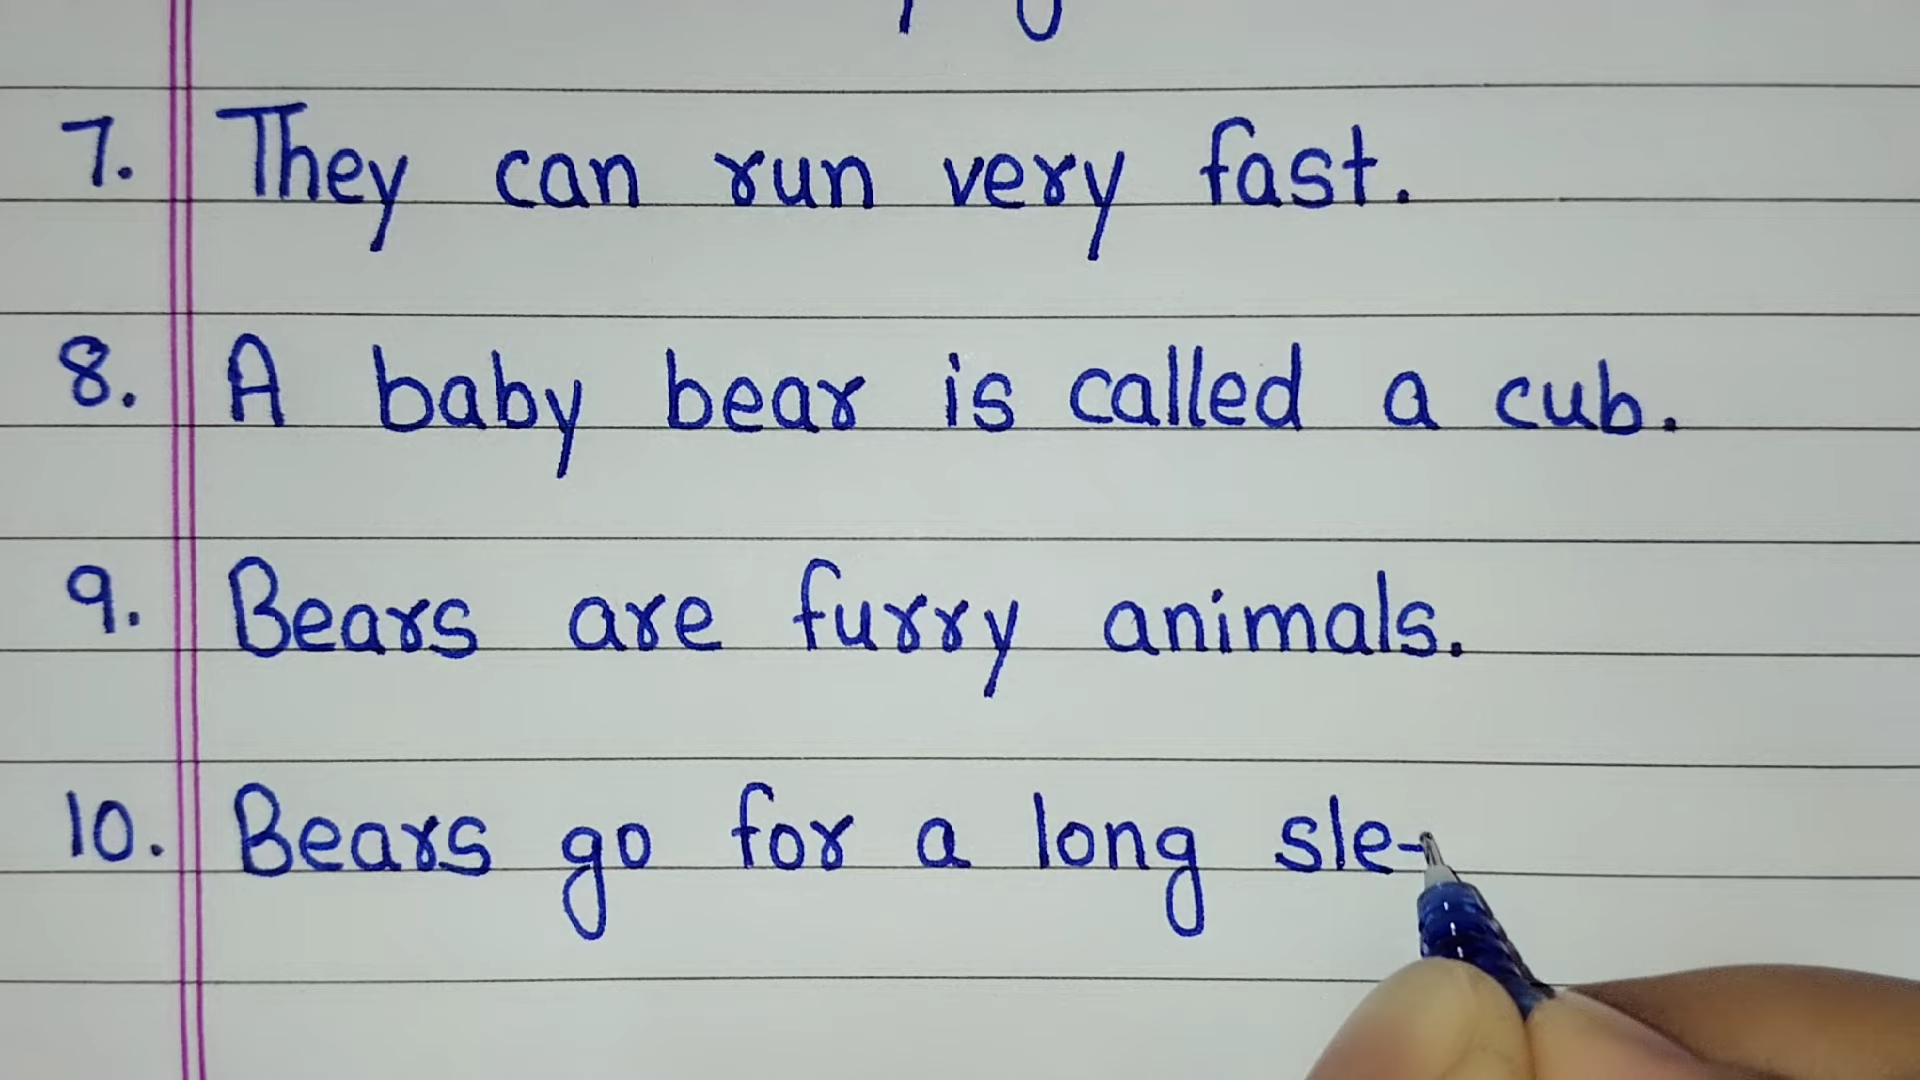 7. They can run very fast.
8. A baby bear is called a cub.
9. Bears are furry animals.
10. Bears go for a long sle